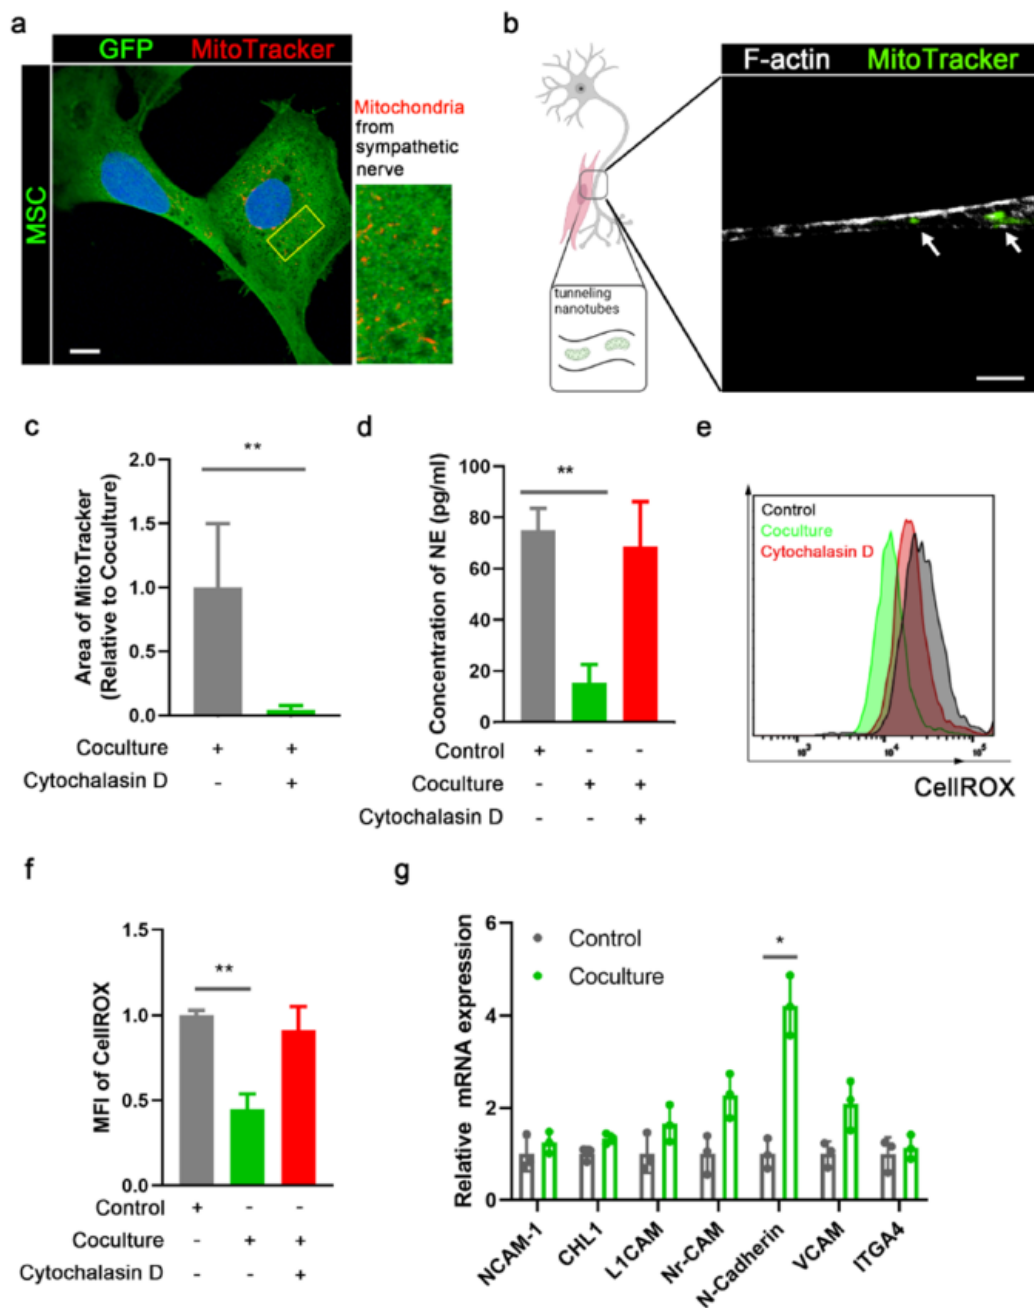 a
GFP MitoTracker
MSC
Mitochondria
from
sympathetic
nerve
b
F-actin MitoTracker
tunneling
nanotubes
c
**
Area of MitoTracker
(Relative to Coculture)
2.0
1.5
1.0
0.5
0.0
Coculture + +
Cytochalasin D - +
d
**
Concentration of NE (pg/ml)
100
80
60
40
20
0
Control + - -
Coculture - + +
Cytochalasin D - - +
e
Control
Coculture
Cytochalasin D
10³ 10⁴ 10⁵
CellROX
f
**
MFI of CellROX
1.5
1.0
0.5
0.0
Control + - -
Coculture - + +
Cytochalasin D - - +
g
Control
Coculture
*
Relative mRNA expression
6
4
2
0
NCAM-1
CHL1
L1CAM
Nr-CAM
N-Cadherin
VCAM
ITGA4